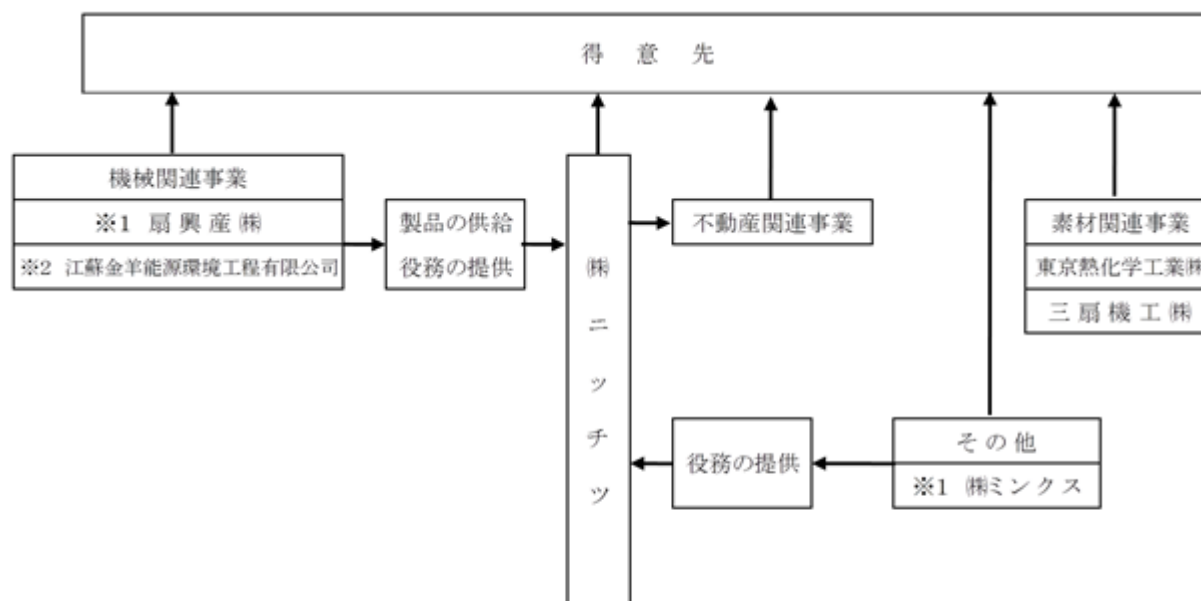 得意先
機械関連事業
※1 扇興産㈱
※2 江蘇金羊能源環境工程有限公司
製品の供給
役務の提供
㈱ニッチツ
不動産関連事業
素材関連事業
東京熱化学工業㈱
三扇機工㈱
役務の提供
その他
※1 ㈱ミンクス